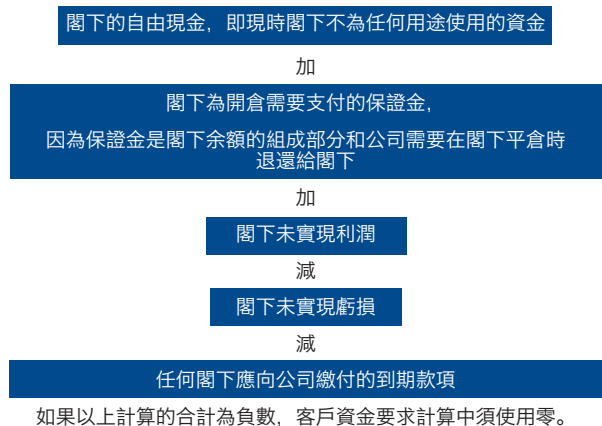 閣下的自由現金，即現時閣下不為任何用途使用的資金
加
閣下為開倉需要支付的保證金，
因為保證金是閣下余額的組成部分和公司需要在閣下平倉時
退還給閣下
加
閣下未實現利潤
減
閣下未實現虧損
減
任何閣下應向公司繳付的到期款項
如果以上計算的合計為負數，客戶資金要求計算中須使用零。